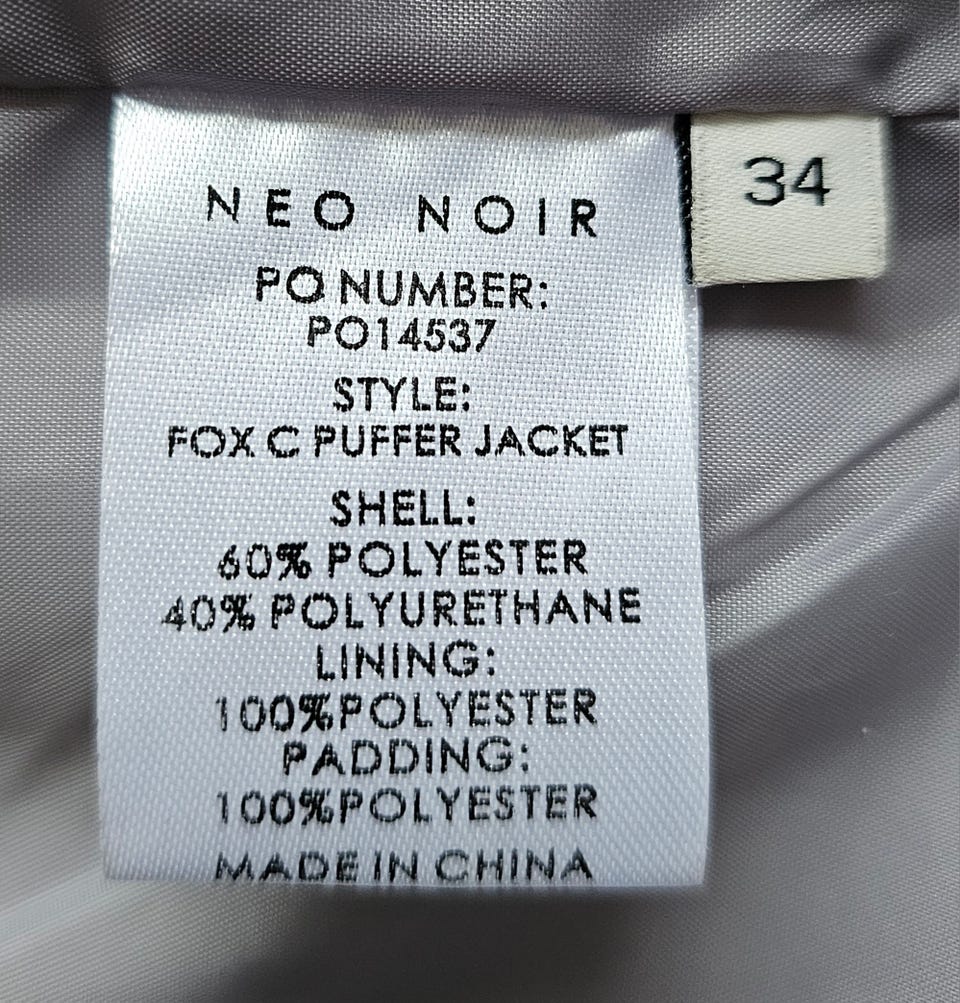 NEO NOIR
34
PO NUMBER:
PO14537
STYLE:
FOX C PUFFER JACKET
SHELL:
60% POLYESTER
40% POLYURETHANE
LINING:
100%POLYESTER
PADDING:
100%POLYESTER
MADE IN CHINA